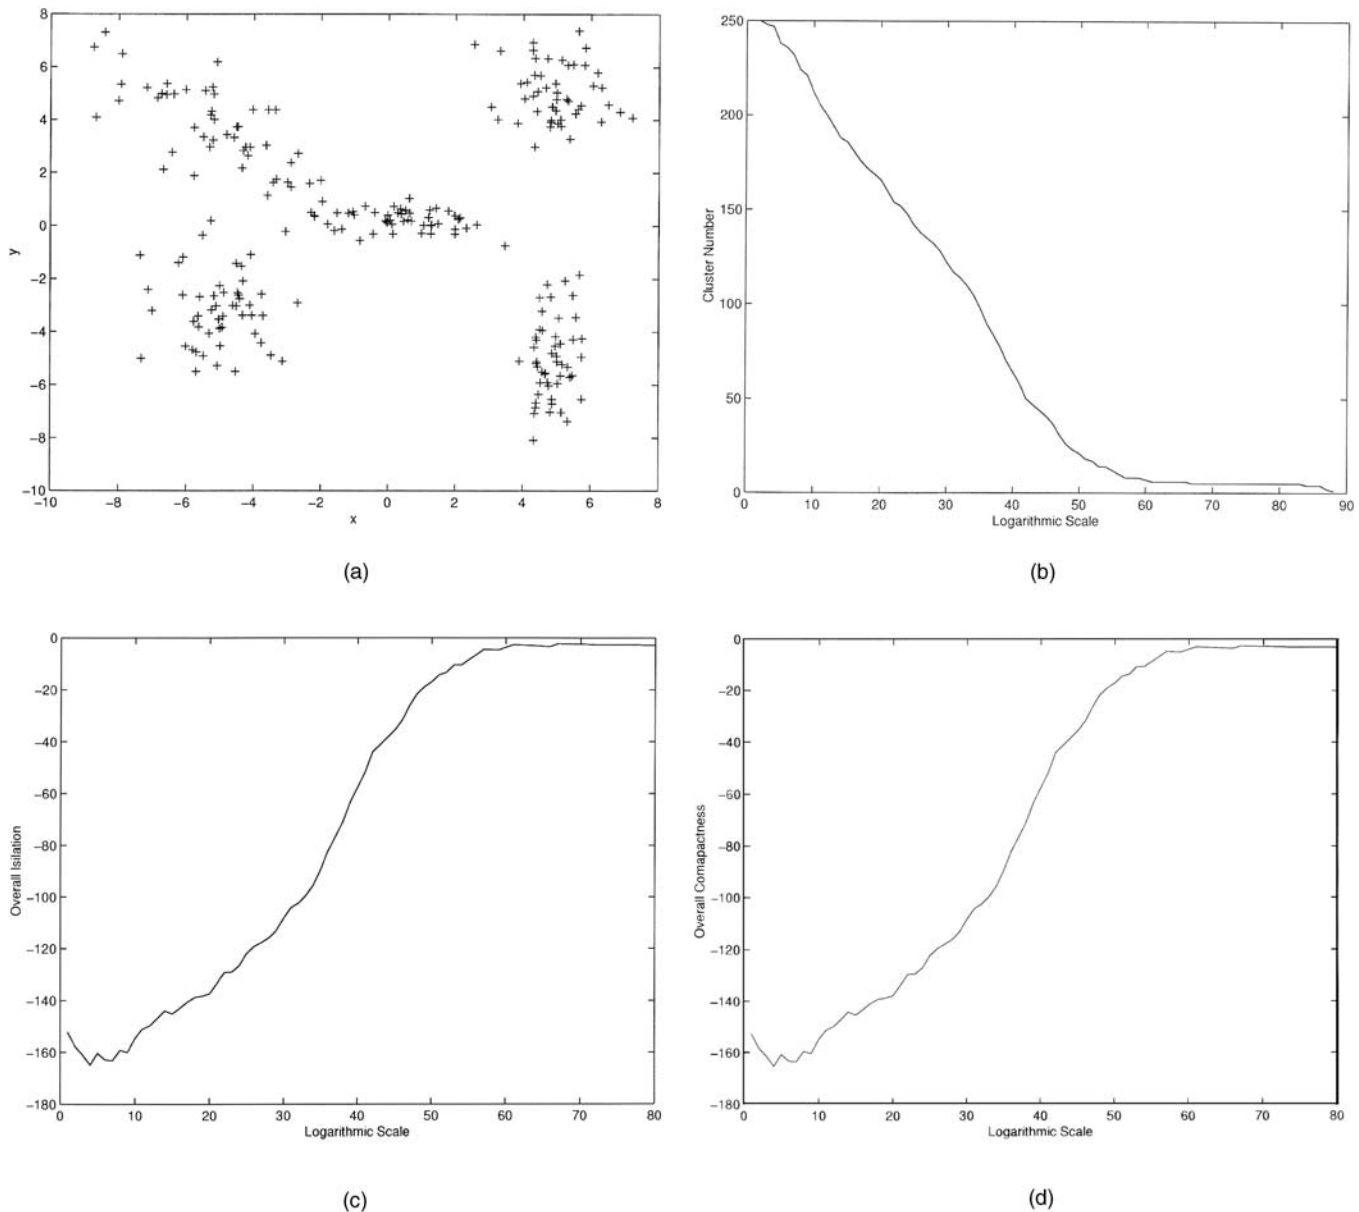 8
6
4
2
0
−2
−4
−6
−8
−10
y
−10 −8 −6 −4 −2 0 2 4 6 8
x
(a)
250
200
150
100
50
0
Cluster Number
0 10 20 30 40 50 60 70 80 90
Logarithmic Scale
(b)
0
−20
−40
−60
−80
−100
−120
−140
−160
−180
Overall Isilation
0 10 20 30 40 50 60 70 80
Logarithmic Scale
(c)
0
−20
−40
−60
−80
−100
−120
−140
−160
−180
Overall Comapactness
0 10 20 30 40 50 60 70 80
Logarithmic Scale
(d)